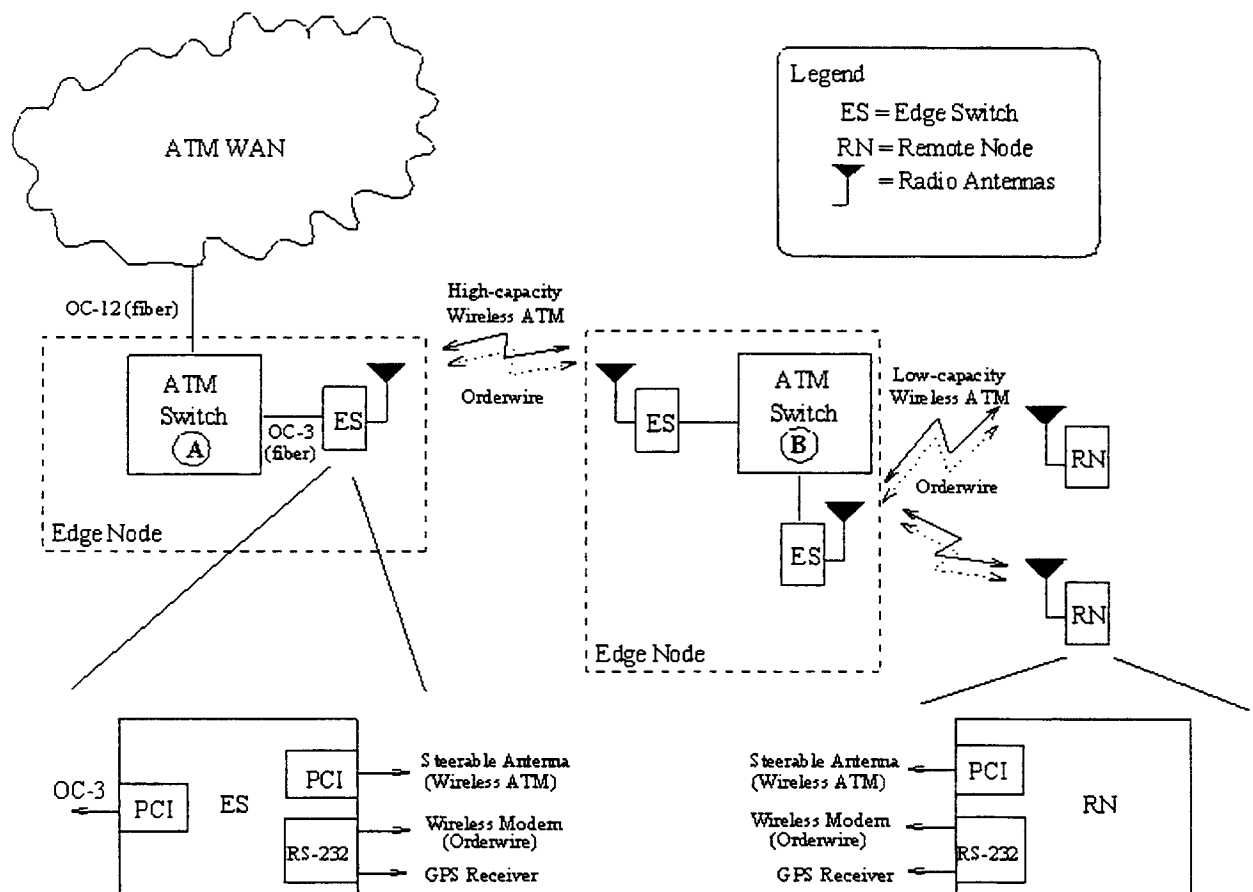 ATM WAN
Legend
ES = Edge Switch
RN = Remote Node
= Radio Antennas
OC-12 (fiber)
High-capacity
Wireless ATM
Orderwire
ATM
Switch
A
OC-3
(fiber)
ES
Edge Node
ES
ATM
Switch
B
ES
Edge Node
Low-capacity
Wireless ATM
Orderwire
RN
RN
OC-3
PCI
ES
PCI
RS-232
Steerable Antenna
(Wireless ATM)
Wireless Modem
(Orderwire)
GPS Receiver
Steerable Antenna
(Wireless ATM)
Wireless Modem
(Orderwire)
GPS Receiver
PCI
RS-232
RN